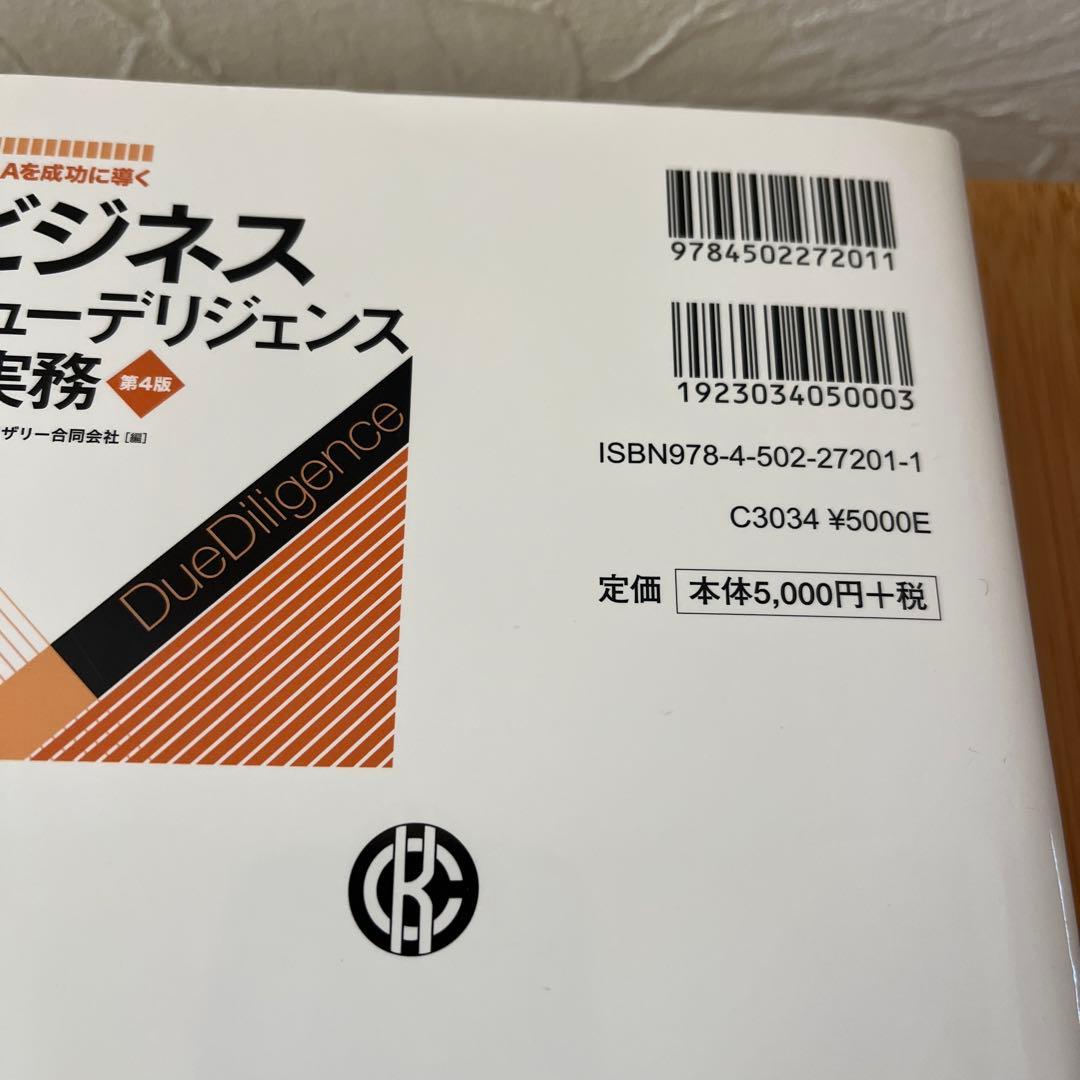 Aを成功に導く
ビジネス
ューデリジェンス
実務 第4版
ザリー合同会社[編]
DueDiligence
9784502272011
1923034050003
ISBN978-4-502-27201-1
C3034 ¥5000E
定価 本体5,000円+税
CKC